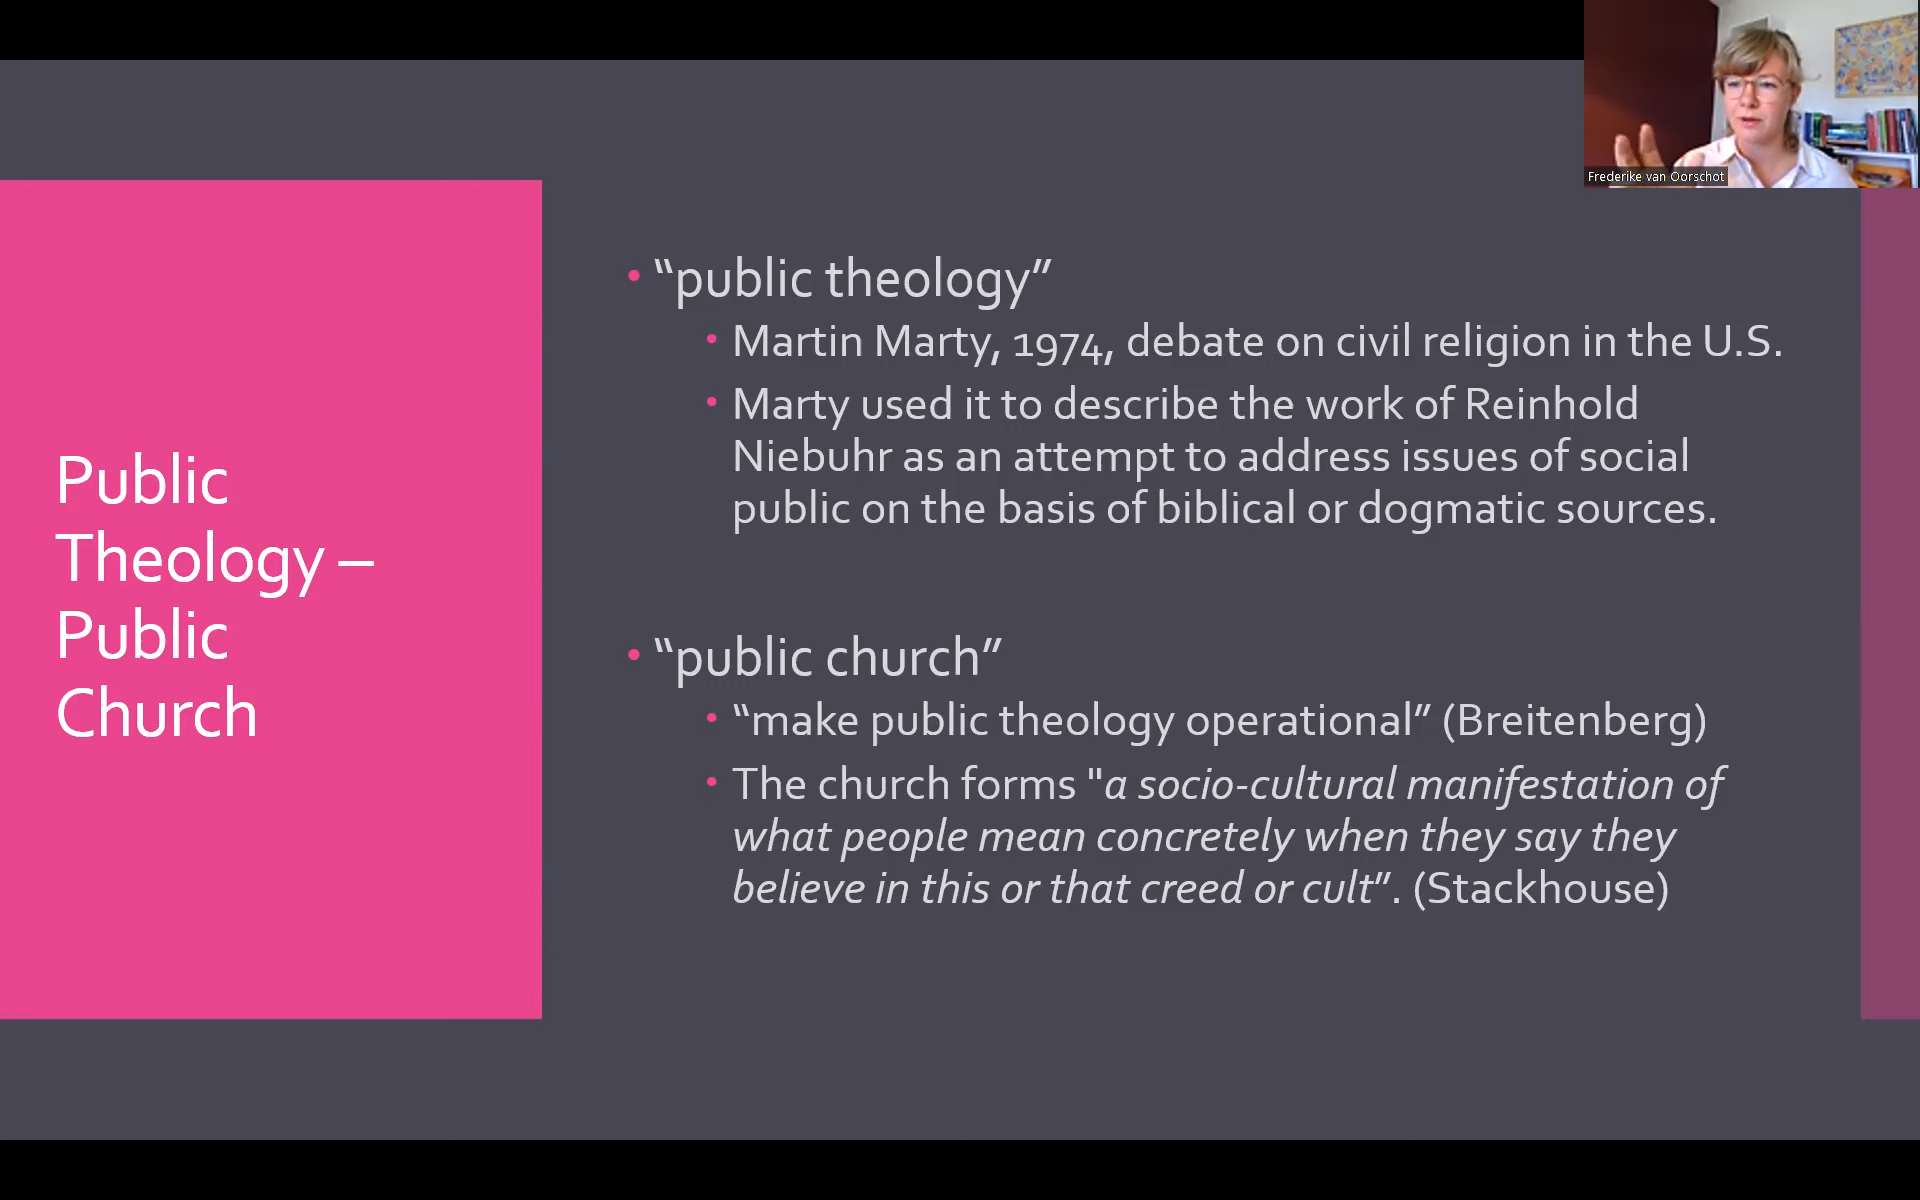 Frederike van Oorschot
Public
Theology –
Public
Church
• “public theology”
• Martin Marty, 1974, debate on civil religion in the U.S.
• Marty used it to describe the work of Reinhold
Niebuhr as an attempt to address issues of social
public on the basis of biblical or dogmatic sources.
• “public church”
• “make public theology operational” (Breitenberg)
• The church forms "a socio-cultural manifestation of
what people mean concretely when they say they
believe in this or that creed or cult”. (Stackhouse)